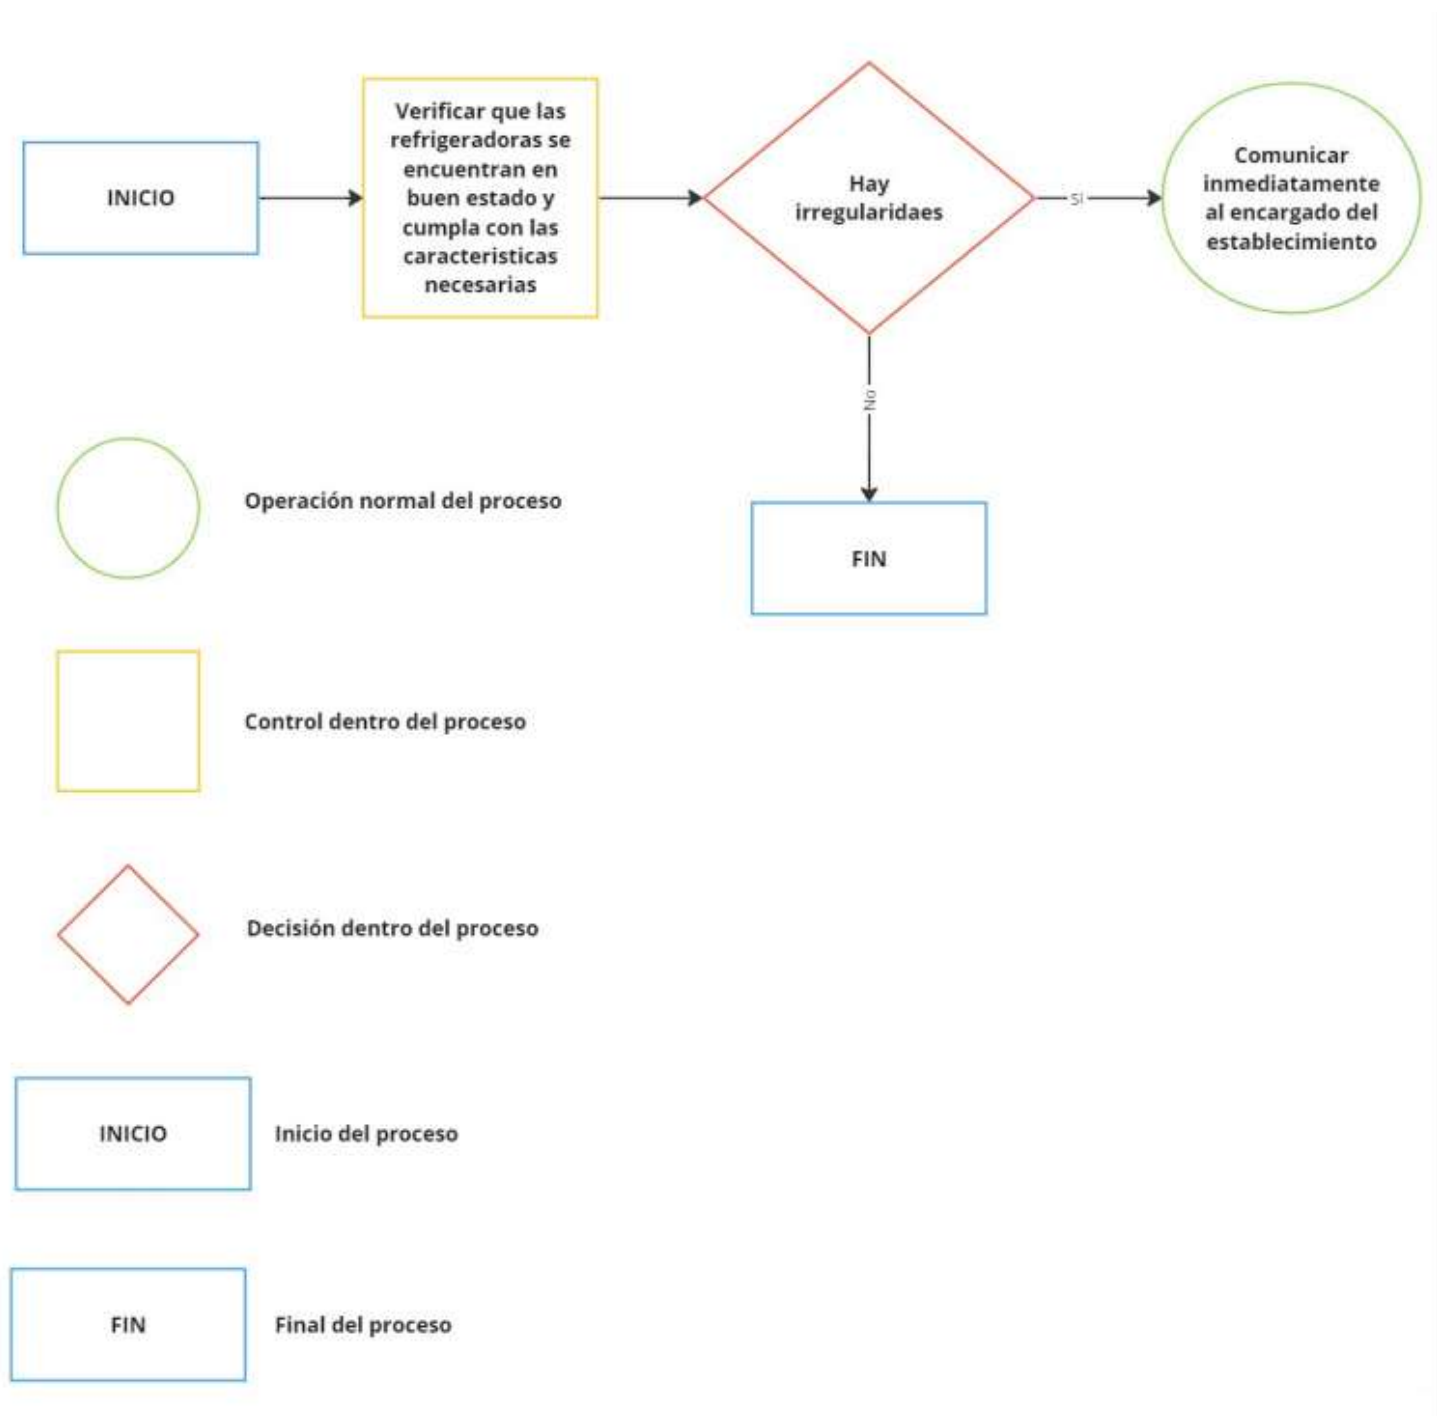 INICIO
Verificar que las
refrigeradoras se
encuentran en
buen estado y
cumpla con las
caracteristicas
necesarias
Hay
irregularidaes
Si
Comunicar
inmediatamente
al encargado del
establecimiento
No
FIN
Operación normal del proceso
Control dentro del proceso
Decisión dentro del proceso
INICIO
Inicio del proceso
FIN
Final del proceso